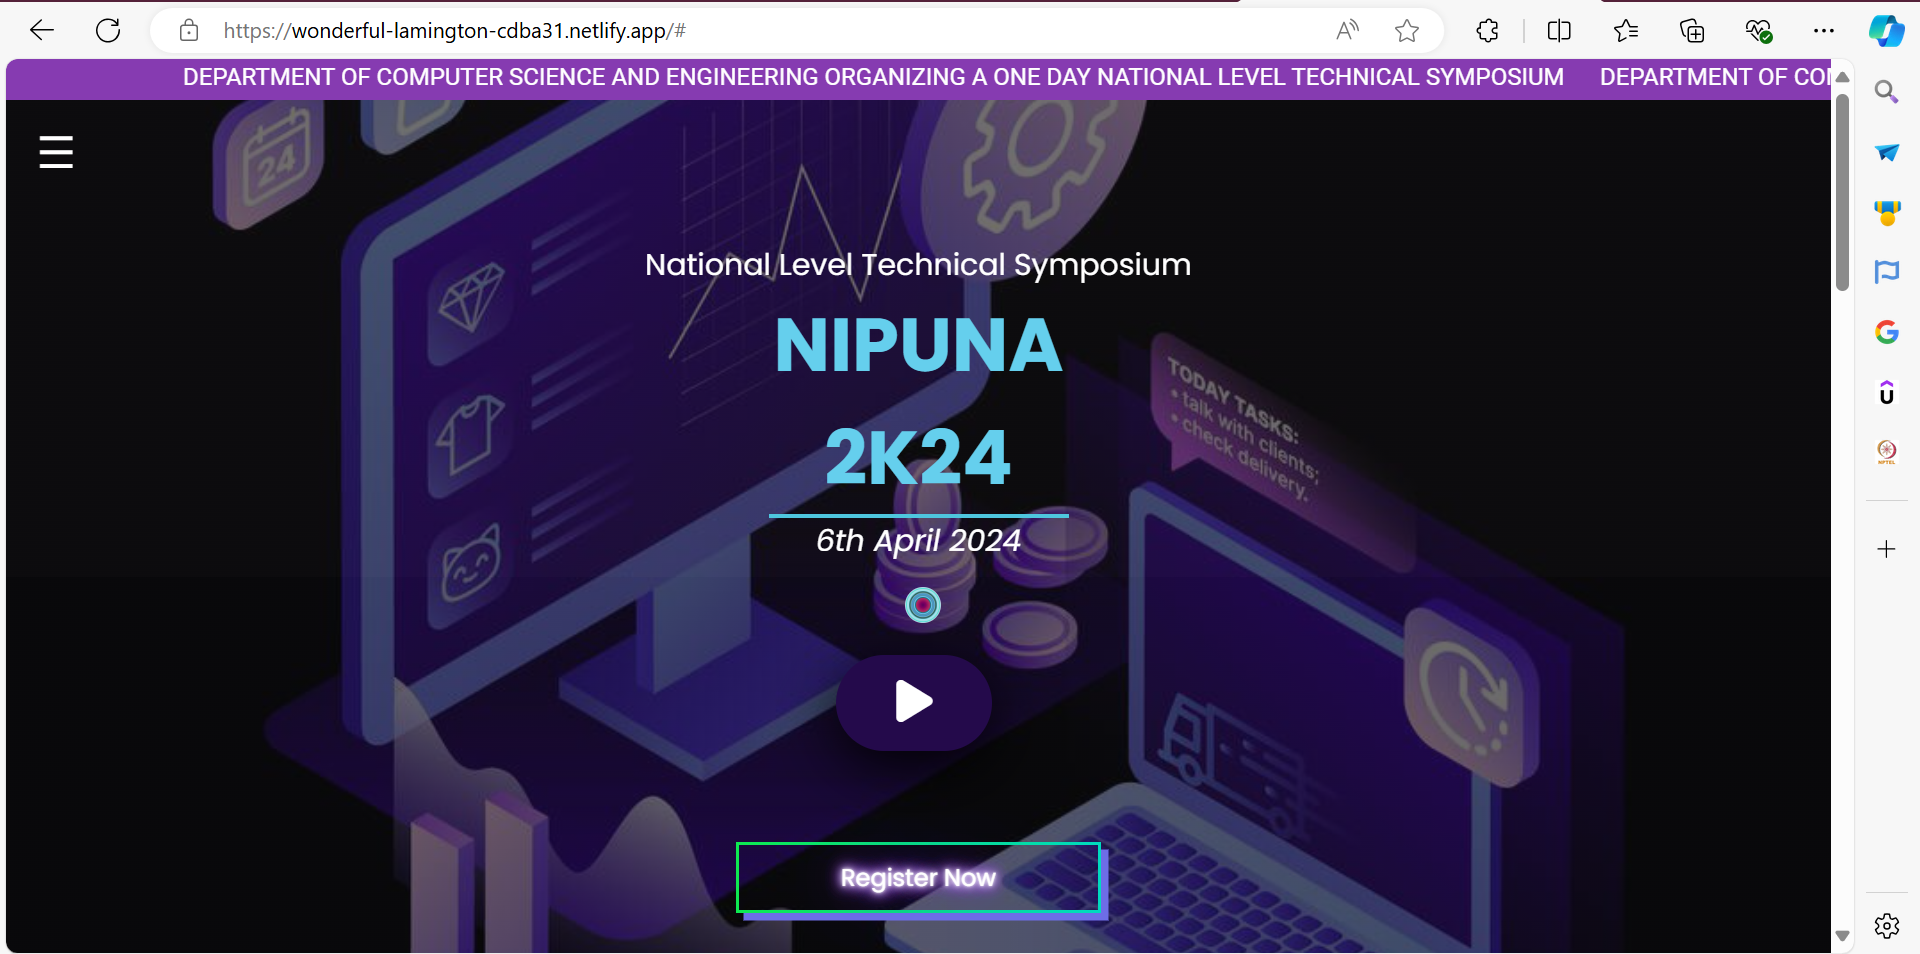 https://wonderful-lamington-cdba31.netlify.app/#
DEPARTMENT OF COMPUTER SCIENCE AND ENGINEERING ORGANIZING A ONE DAY NATIONAL LEVEL TECHNICAL SYMPOSIUM DEPARTMENT OF COM
24
National Level Technical Symposium
NIPUNA
2K24
6th April 2024
TODAY TASKS:
• talk with clients;
• check delivery.
Register Now
NPTEL